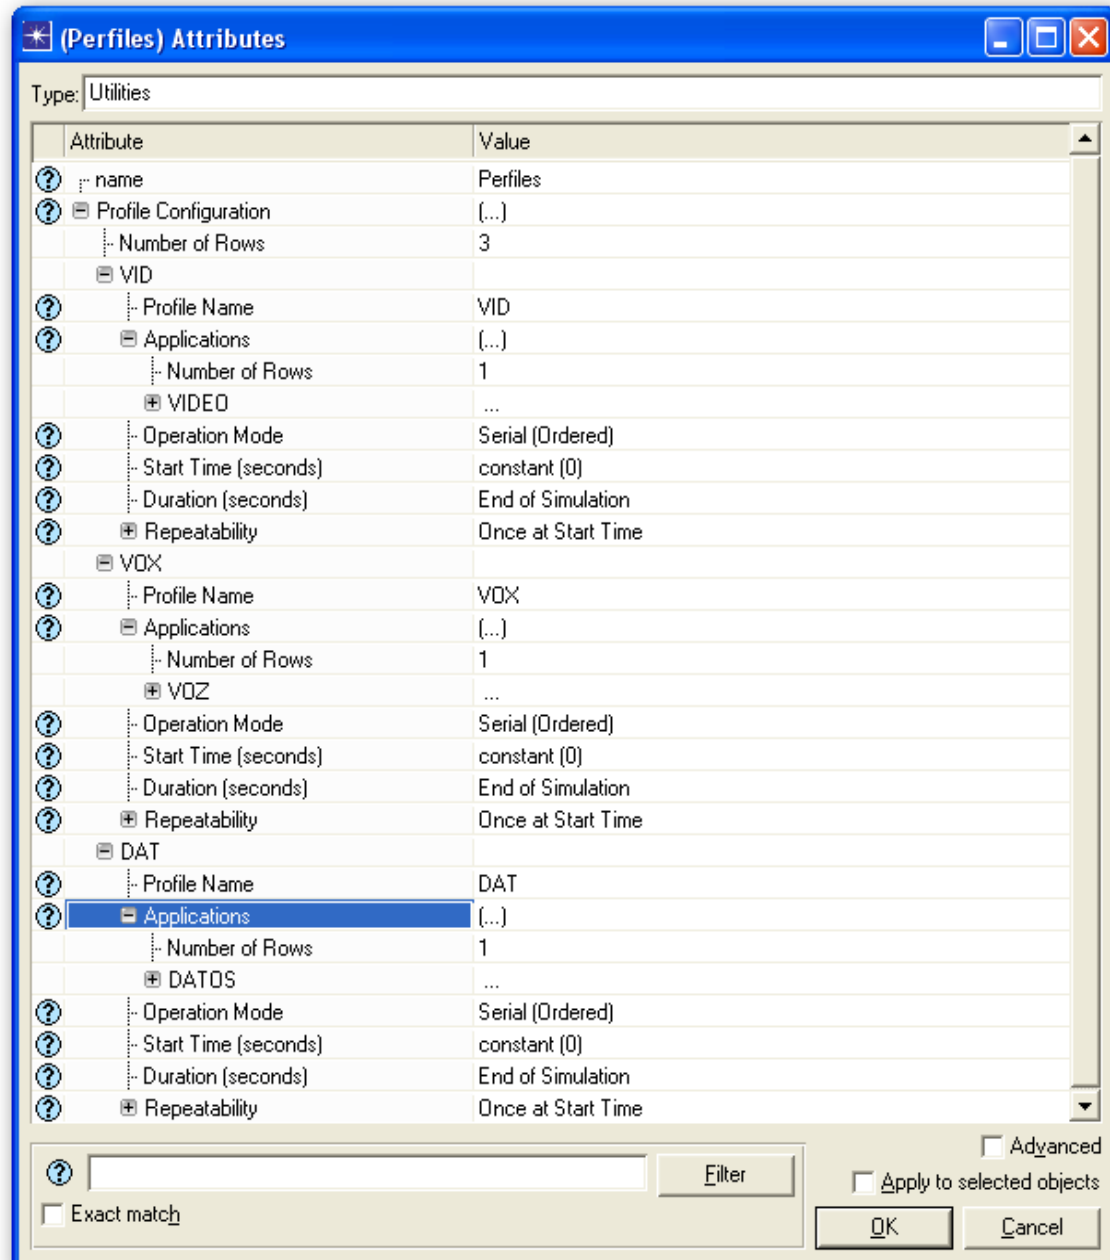 (Perfiles) Attributes
Type: Utilities
Attribute Value
name Perfiles
Profile Configuration (...)
Number of Rows 3
VID
Profile Name VID
Applications (...)
Number of Rows 1
VIDEO ...
Operation Mode Serial (Ordered)
Start Time (seconds) constant (0)
Duration (seconds) End of Simulation
Repeatability Once at Start Time
VOX
Profile Name VOX
Applications (...)
Number of Rows 1
VOZ ...
Operation Mode Serial (Ordered)
Start Time (seconds) constant (0)
Duration (seconds) End of Simulation
Repeatability Once at Start Time
DAT
Profile Name DAT
Applications (...)
Number of Rows 1
DATOS ...
Operation Mode Serial (Ordered)
Start Time (seconds) constant (0)
Duration (seconds) End of Simulation
Repeatability Once at Start Time
Advanced
Filter
Apply to selected objects
Exact match
OK Cancel